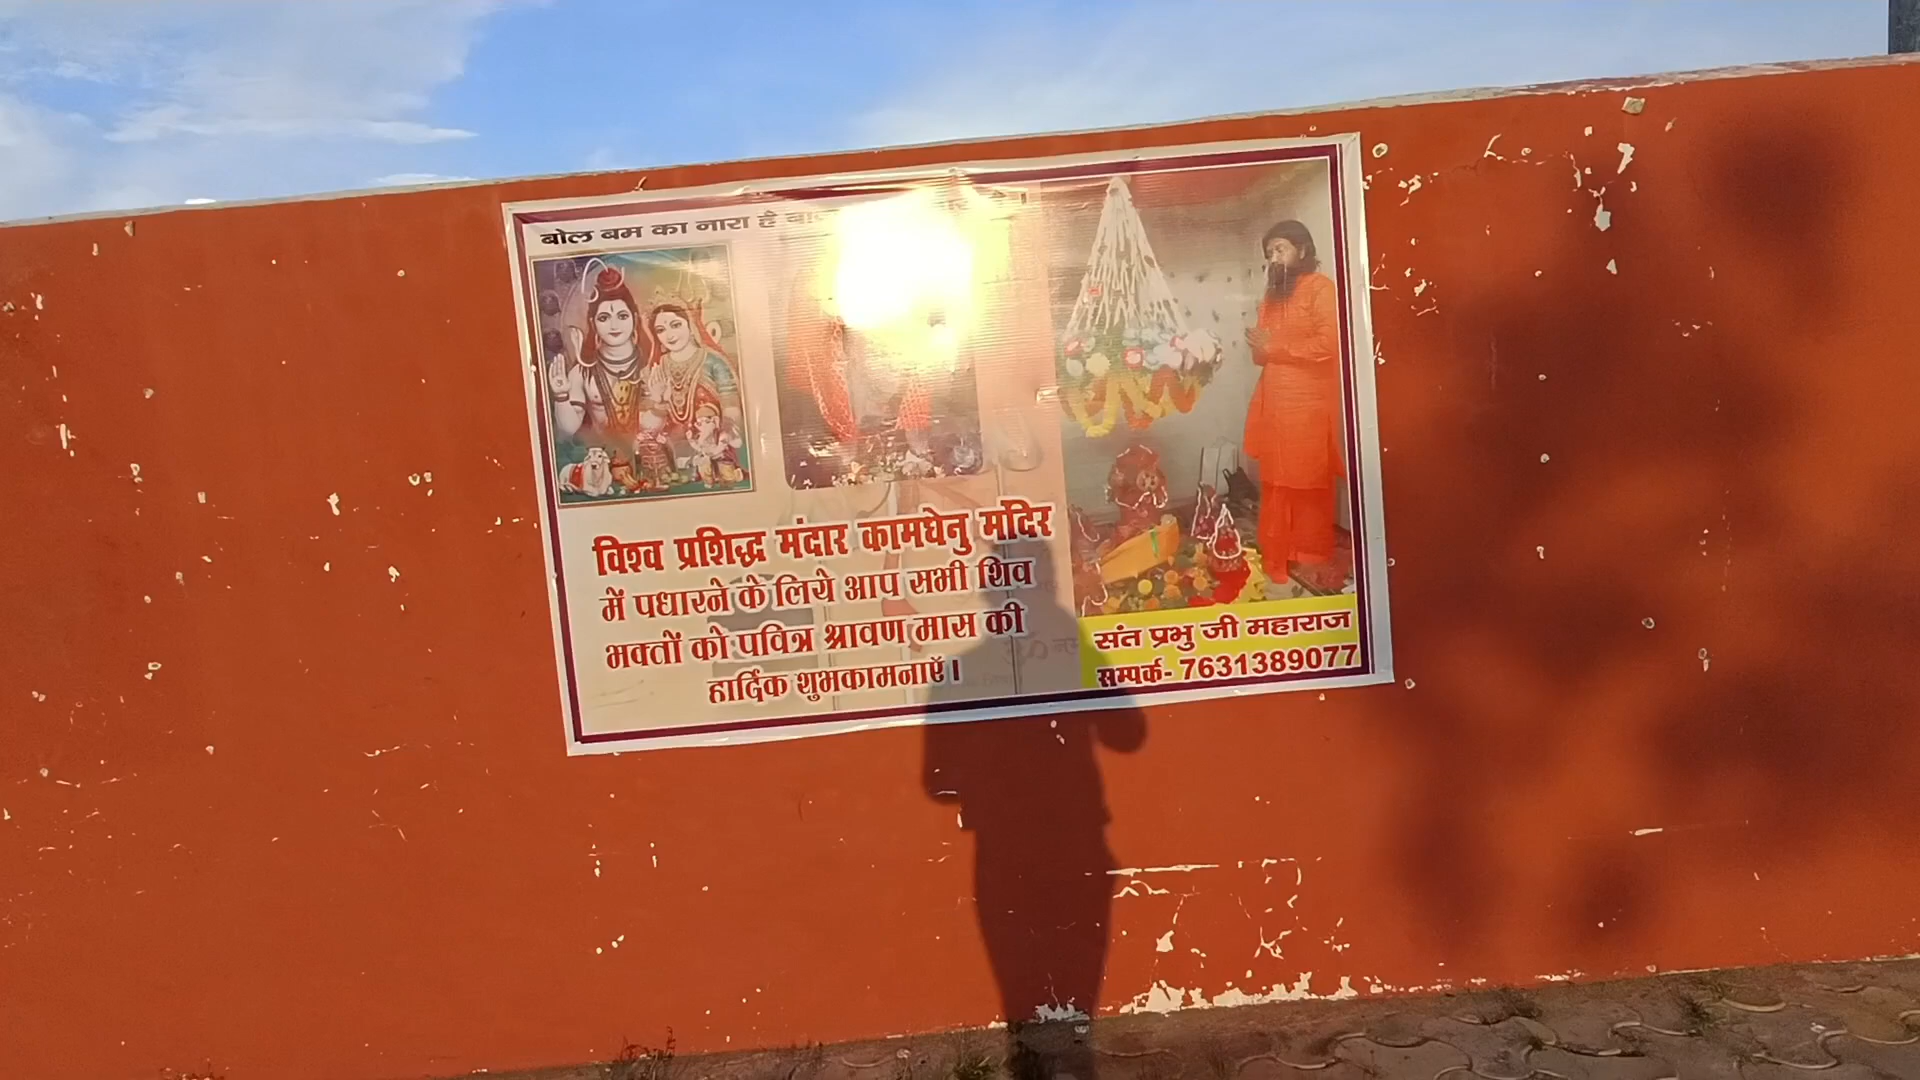 बोल बम का नारा है
विश्व प्रशिद्ध मंदार कामधेनु मंदिर
में पधारने के लिये आप सभी शिव
भक्तों को पवित्र श्रावण मास की
हार्दिक शुभकामनाएँ।
संत प्रभु जी महाराज
सम्पर्क- 7631389077